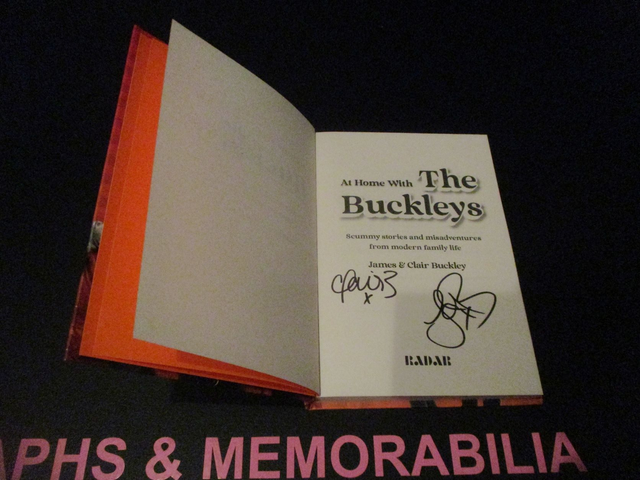 At Home With The
Buckleys
Scummy stories and misadventures
from modern family life
James & Clair Buckley
Clair B
x
RADAR
APHS & MEMORABILIA